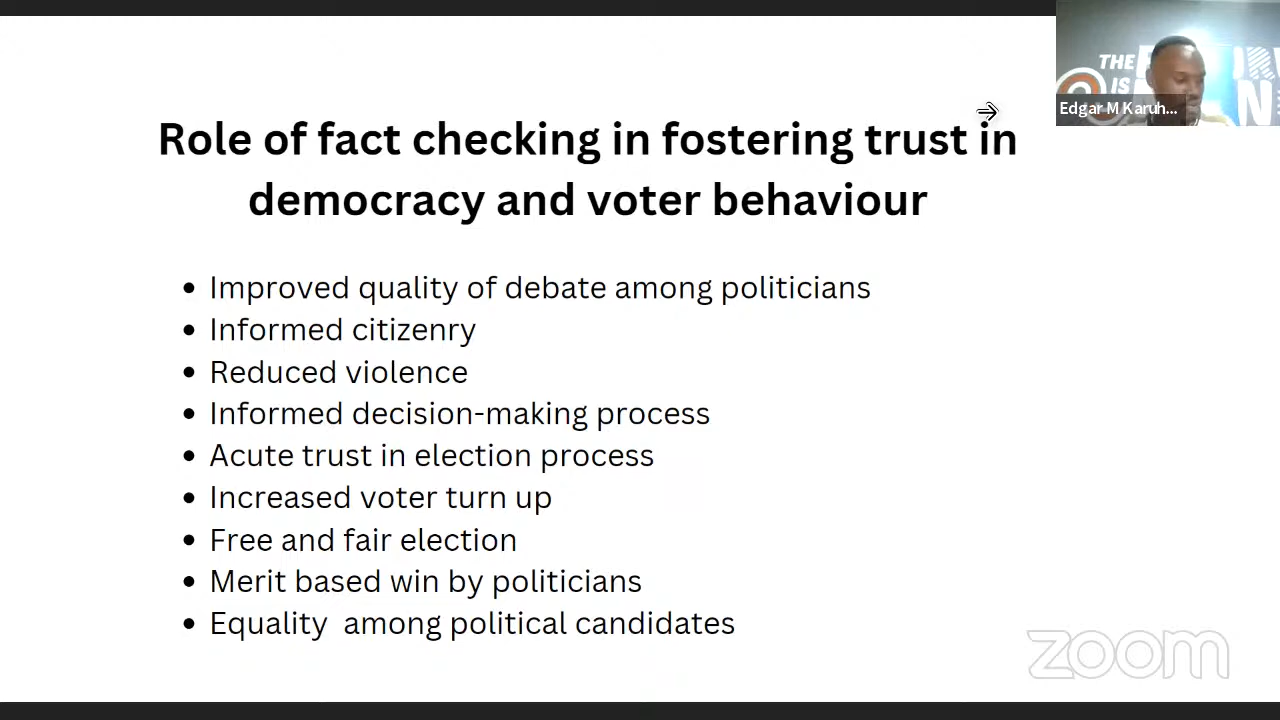 Role of fact checking in fostering trust in
democracy and voter behaviour
• Improved quality of debate among politicians
• Informed citizenry
• Reduced violence
• Informed decision-making process
• Acute trust in election process
• Increased voter turn up
• Free and fair election
• Merit based win by politicians
• Equality  among political candidates
THE
IS
Edgar M Karuh...
zoom